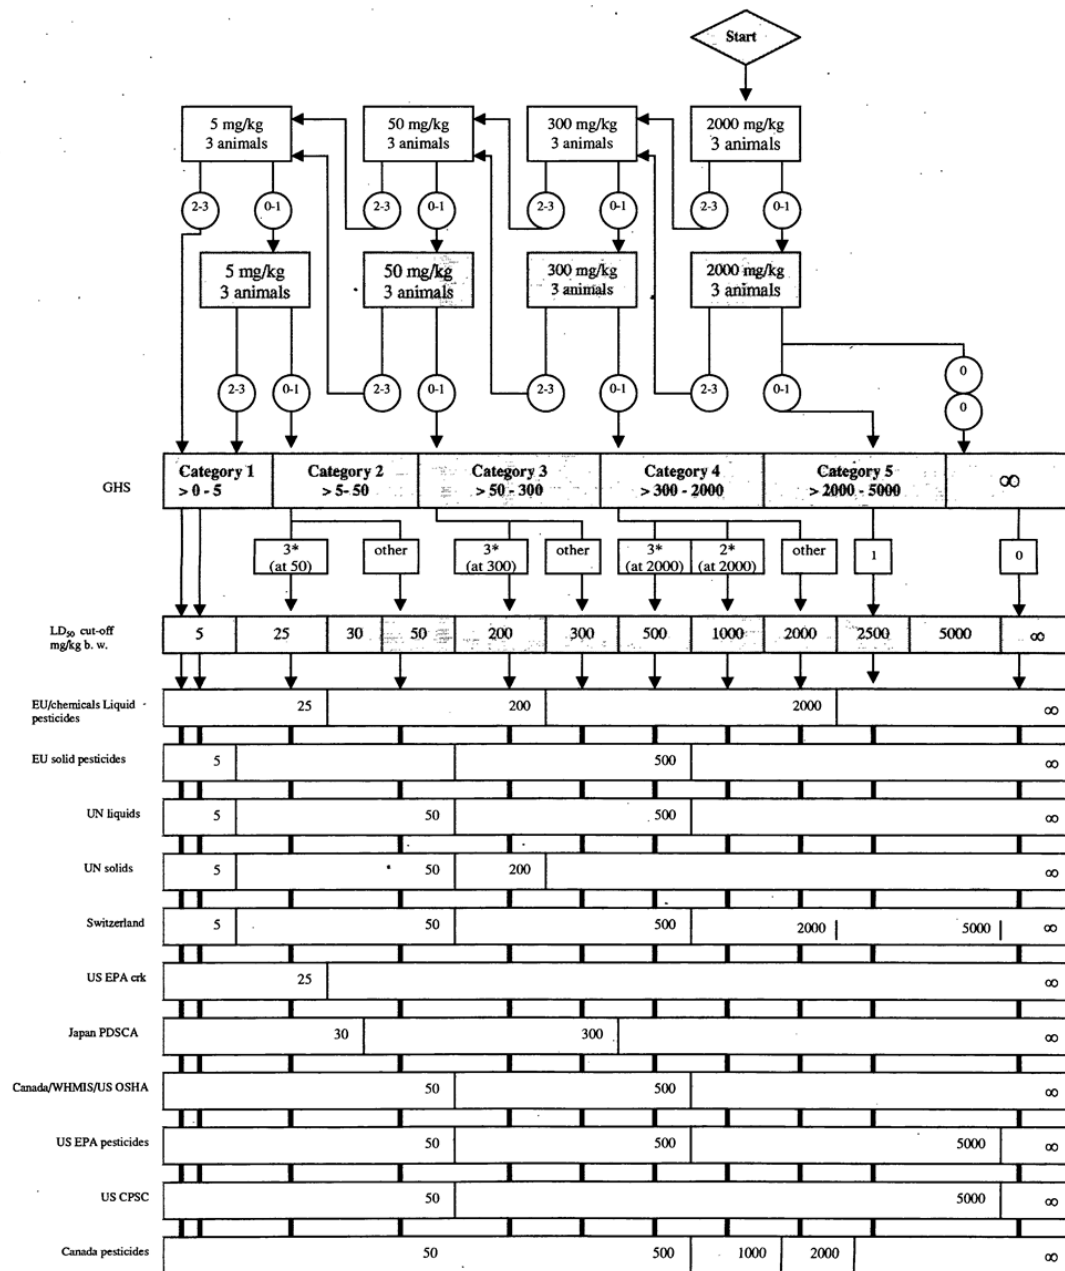 Start
5 mg/kg
3 animals
50 mg/kg
3 animals
300 mg/kg
3 animals
2000 mg/kg
3 animals
2-3
0-1
2-3
0-1
2-3
0-1
2-3
0-1
5 mg/kg
3 animals
50 mg/kg
3 animals
300 mg/kg
3 animals
2000 mg/kg
3 animals
2-3
0-1
2-3
0-1
2-3
0-1
2-3
0-1
0
0
GHS
Category 1
> 0 - 5
Category 2
> 5- 50
Category 3
> 50 - 300
Category 4
> 300 - 2000
Category 5
> 2000 - 5000
∞
3*
(at 50)
other
3*
(at 300)
other
3*
(at 2000)
2*
(at 2000)
other
1
0
LD₅₀ cut-off
mg/kg b. w.
5 25 30 50 200 300 500 1000 2000 2500 5000 ∞
EU/chemicals Liquid
pesticides
25 200 2000 ∞
EU solid pesticides 5 500 ∞
UN liquids 5 50 500 ∞
UN solids 5 50 200 ∞
Switzerland 5 50 500 2000 5000 ∞
US EPA crk 25 ∞
Japan PDSCA 30 300 ∞
Canada/WHMIS/US OSHA 50 500 ∞
US EPA pesticides 50 500 5000 ∞
US CPSC 50 5000 ∞
Canada pesticides 50 500 1000 2000 ∞